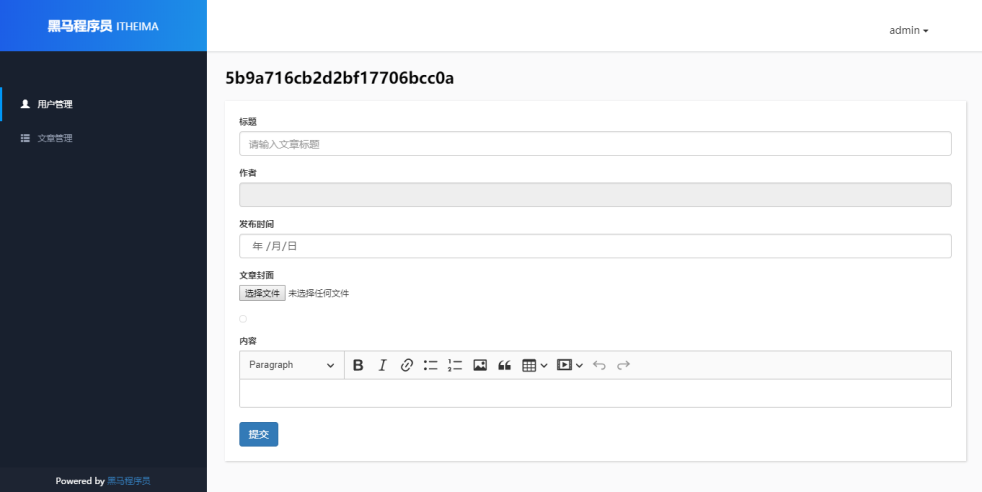 黑马程序员 ITHEIMA
admin
用户管理
文章管理
5b9a716cb2d2bf17706bcc0a
标题
请输入文章标题
作者
发布时间
年 /月/日
文章封面
选择文件 未选择任何文件
内容
Paragraph
提交
Powered by 黑马程序员